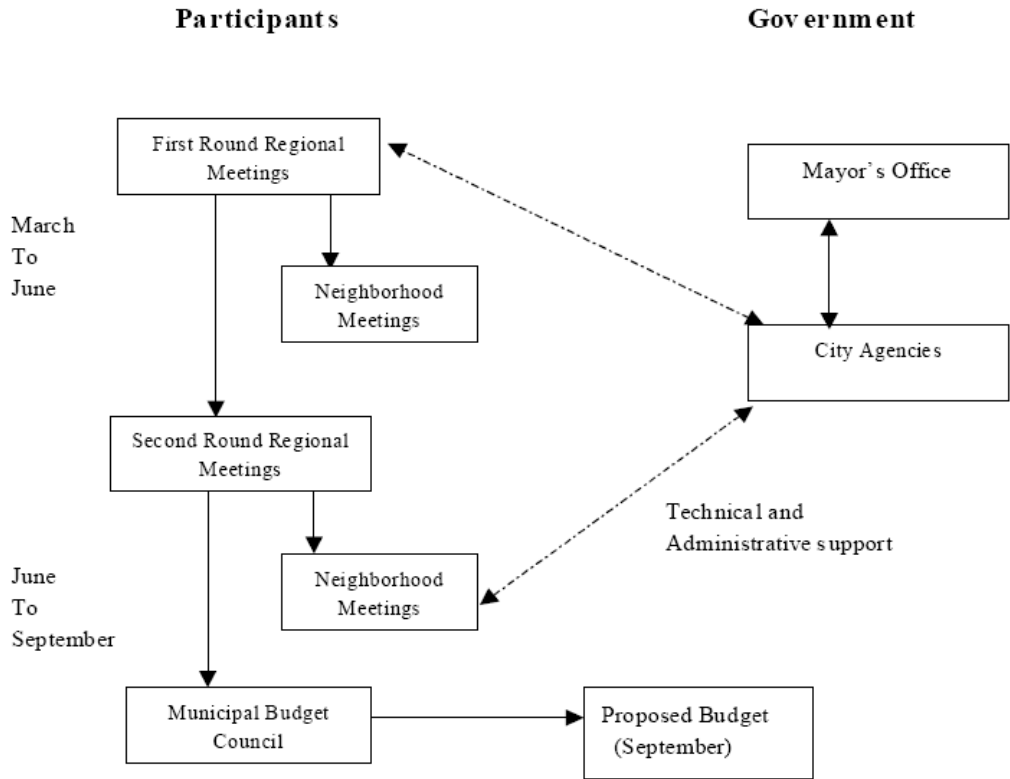 Participants
Government
First Round Regional
Meetings
Mayor's Office
March
To
June
Neighborhood
Meetings
City Agencies
Second Round Regional
Meetings
Technical and
Administrative support
June
To
September
Neighborhood
Meetings
Municipal Budget
Council
Proposed Budget
(September)